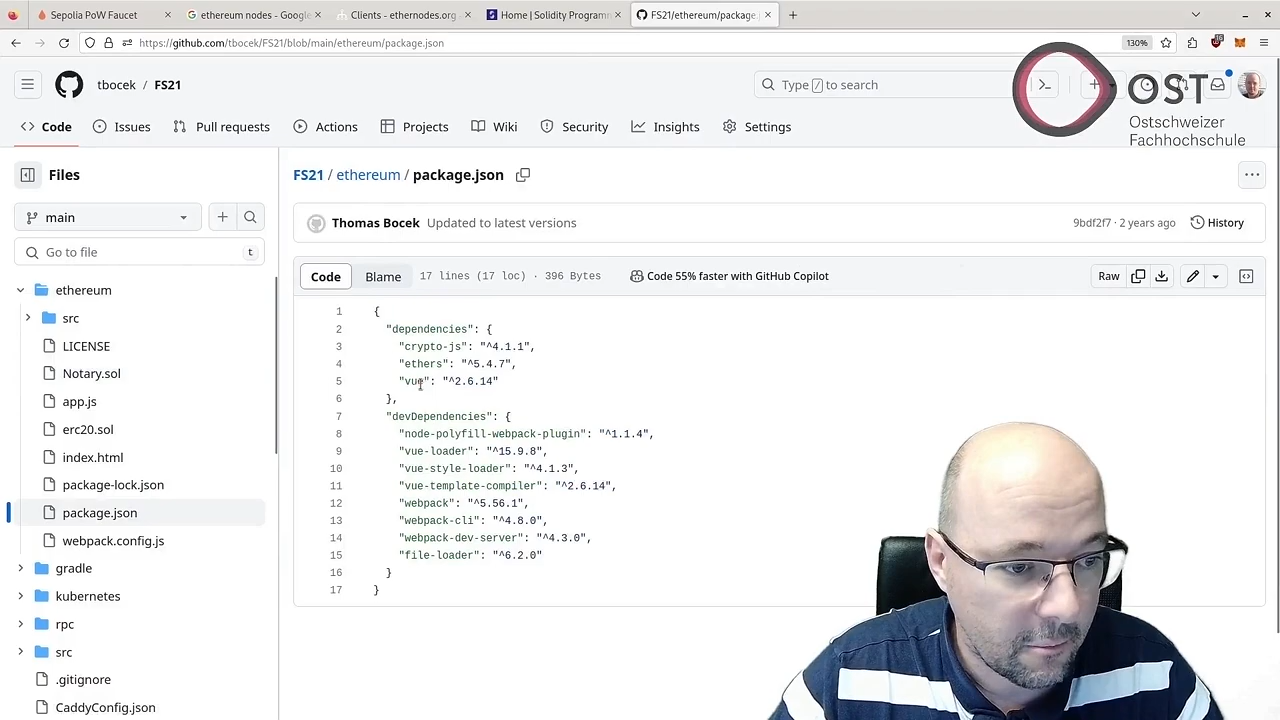 Sepolia PoW Faucet
ethereum nodes - Google
Clients - ethernodes.org
Home | Solidity Programm
FS21/ethereum/package.j
https://github.com/tbocek/FS21/blob/main/ethereum/package.json
130%
tbocek / FS21
Type / to search
OST
Ostschweizer
Fachhochschule
Code
Issues
Pull requests
Actions
Projects
Wiki
Security
Insights
Settings
Files
main
Go to file
t
ethereum
src
LICENSE
Notary.sol
app.js
erc20.sol
index.html
package-lock.json
package.json
webpack.config.js
gradle
kubernetes
rpc
src
.gitignore
CaddyConfig.json
FS21 / ethereum / package.json
Thomas Bocek Updated to latest versions
9bdf2f7 · 2 years ago
History
Code
Blame
17 lines (17 loc) · 396 Bytes
Code 55% faster with GitHub Copilot
Raw
1 {
2 "dependencies": {
3 "crypto-js": "^4.1.1",
4 "ethers": "^5.4.7",
5 "vue": "^2.6.14"
6 },
7 "devDependencies": {
8 "node-polyfill-webpack-plugin": "^1.1.4",
9 "vue-loader": "^15.9.8",
10 "vue-style-loader": "^4.1.3",
11 "vue-template-compiler": "^2.6.14",
12 "webpack": "^5.56.1",
13 "webpack-cli": "^4.8.0",
14 "webpack-dev-server": "^4.3.0",
15 "file-loader": "^6.2.0"
16 }
17 }